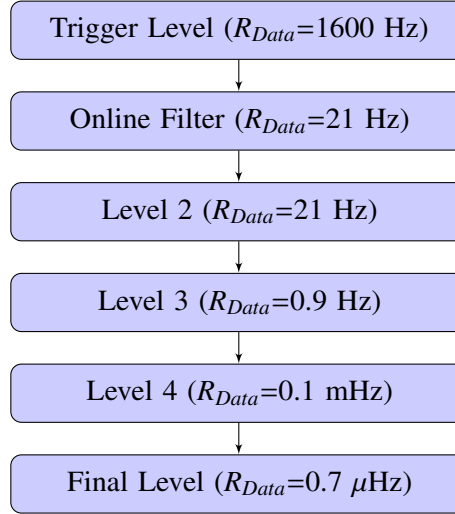 Trigger Level (R_Data=1600 Hz)
Online Filter (R_Data=21 Hz)
Level 2 (R_Data=21 Hz)
Level 3 (R_Data=0.9 Hz)
Level 4 (R_Data=0.1 mHz)
Final Level (R_Data=0.7 μHz)